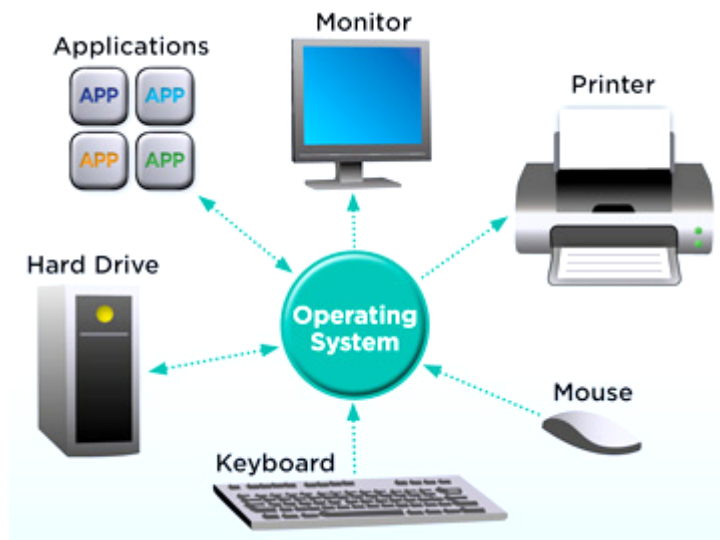 Monitor
Applications
APP APP
APP APP
Printer
Hard Drive
Operating
System
Mouse
Keyboard